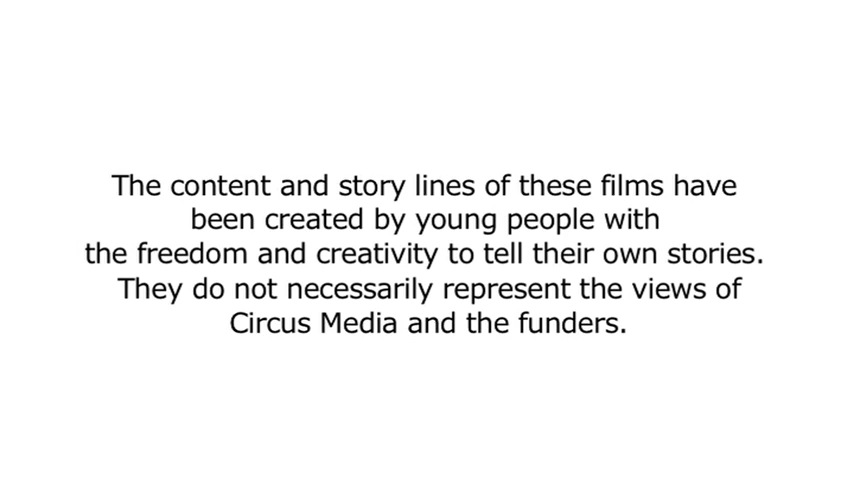 The content and story lines of these films have
been created by young people with
the freedom and creativity to tell their own stories.
They do not necessarily represent the views of
Circus Media and the funders.